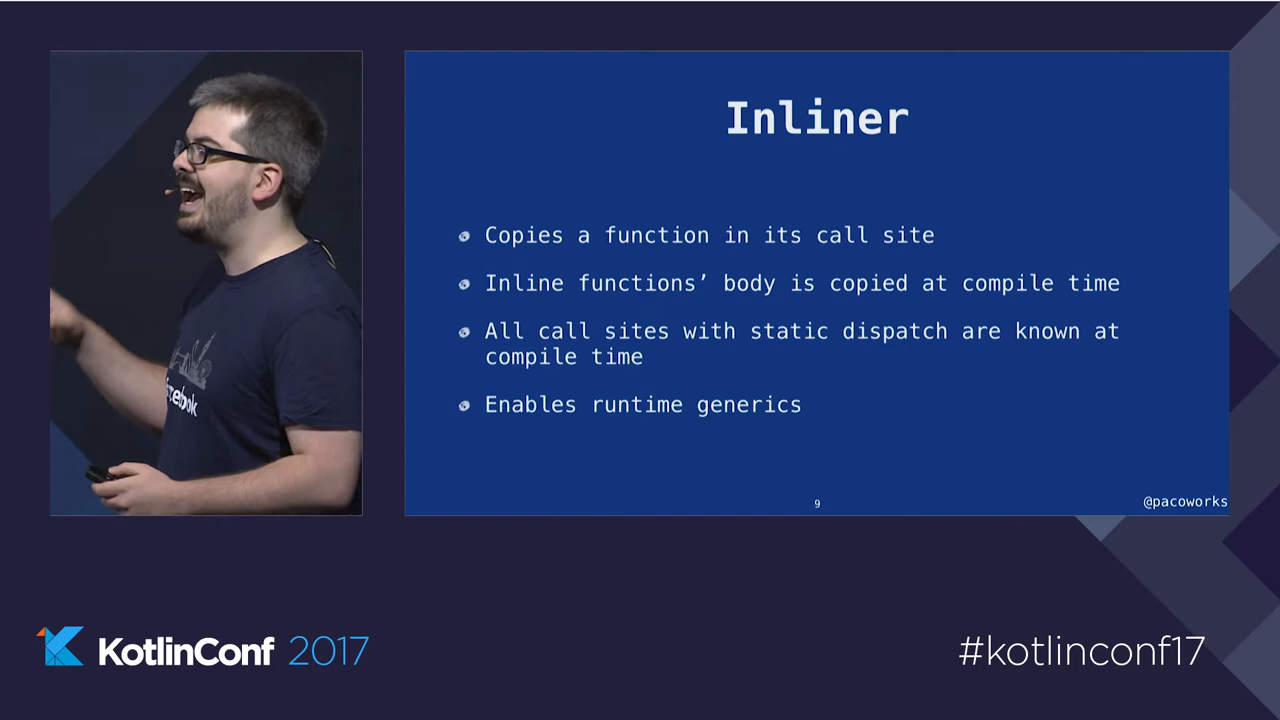 Inliner
Copies a function in its call site
Inline functions’ body is copied at compile time
All call sites with static dispatch are known at
compile time
Enables runtime generics
9
@pacoworks
KotlinConf 2017
#kotlinconf17